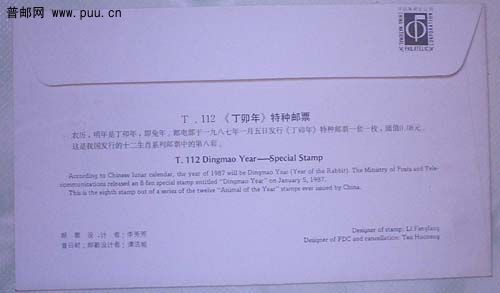 普邮网
www.puu.cn
CHINA NATIONAL
PHILATELIC
T . 112 《丁卯年》特种邮票
农历，明年是丁卯年，即兔年。邮电部于一九八七年一月五日发行《丁卯年》特种邮票一套一枚，面值0.08元。
这是我国发行的十二生肖系列邮票中的第八套。
T. 112 Dingmao Year—Special Stamp
According to Chinese lunar calendar, the year of 1987 will be Dingmao Year (Year of the Rabbit). The Ministry of Posts and Tele-
communications released an 8-fen special stamp entitled "Dingmao Year" on January 5, 1987.
This is the eighth stamp out of a series of the twelve "Animal of the Year" stamps ever issued by China.
邮票设计者：李芳芳
首日封、邮戳设计者：
Designer of stamp: Li Fangfang
Designer of FDC and cancellation: Tan